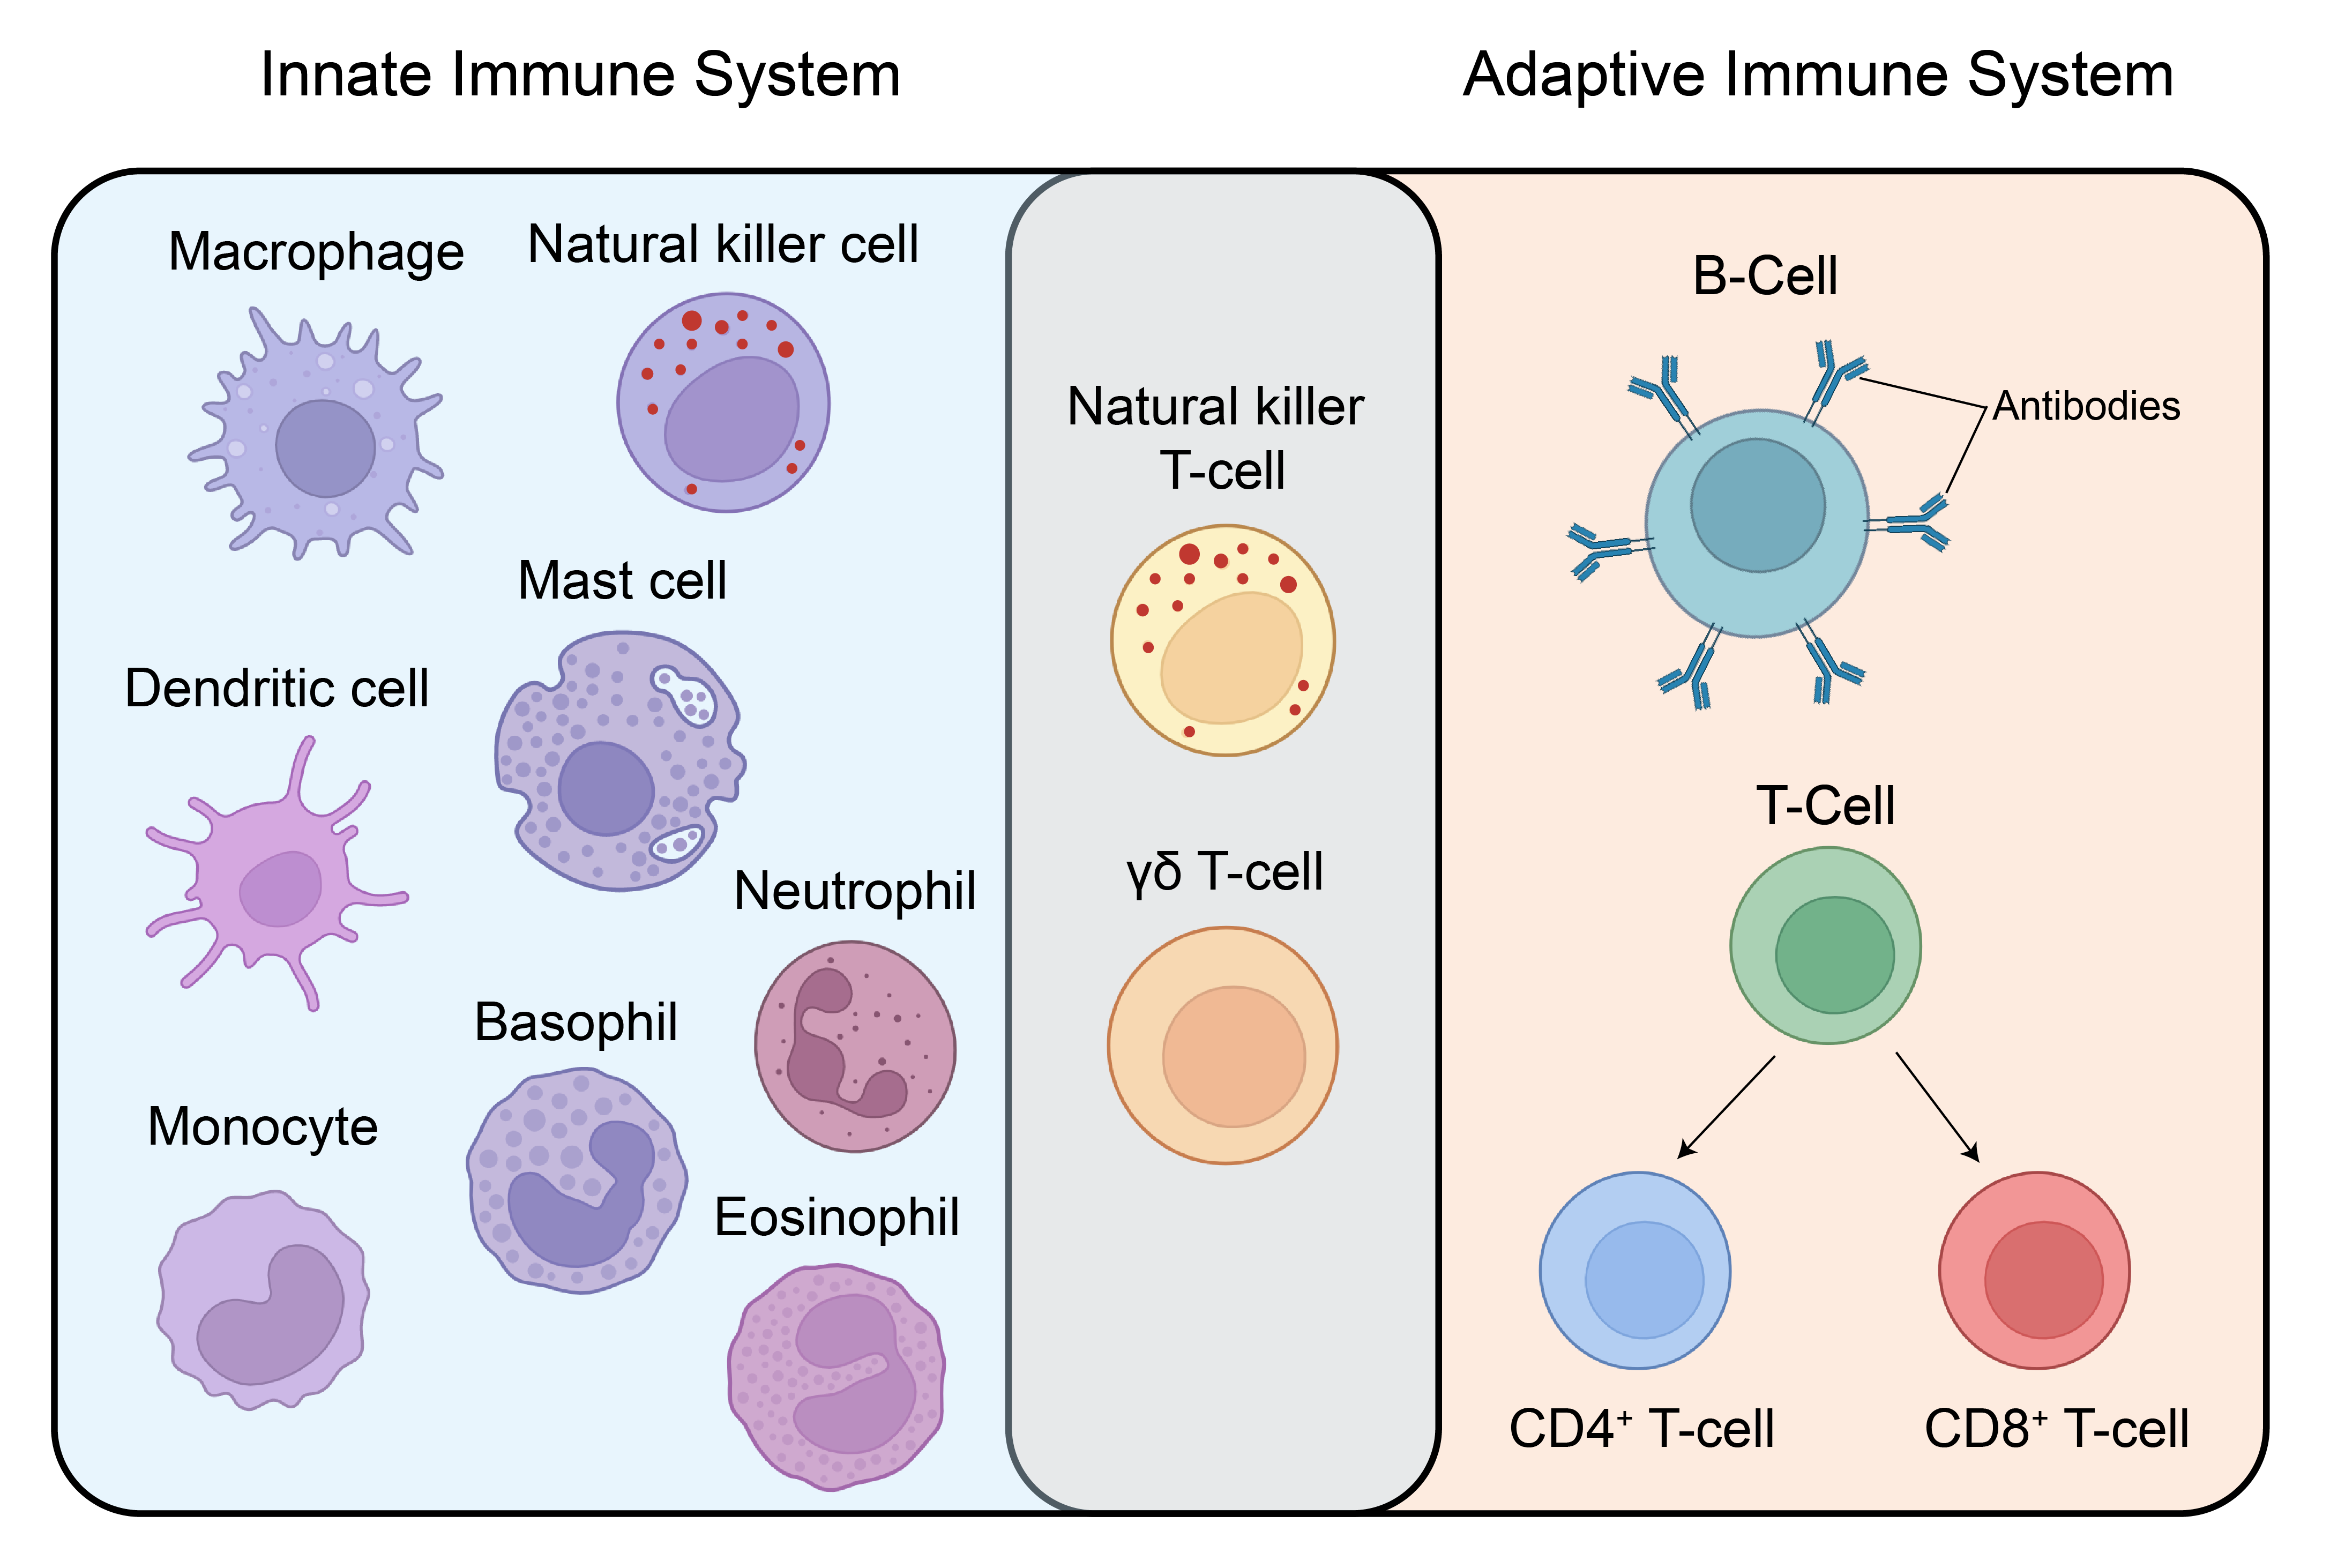 Innate Immune System
Adaptive Immune System
Macrophage
Natural killer cell
Mast cell
Dendritic cell
Neutrophil
Basophil
Monocyte
Eosinophil
Natural killer
T-cell
γδ T-cell
B-Cell
Antibodies
T-Cell
CD4⁺ T-cell
CD8⁺ T-cell